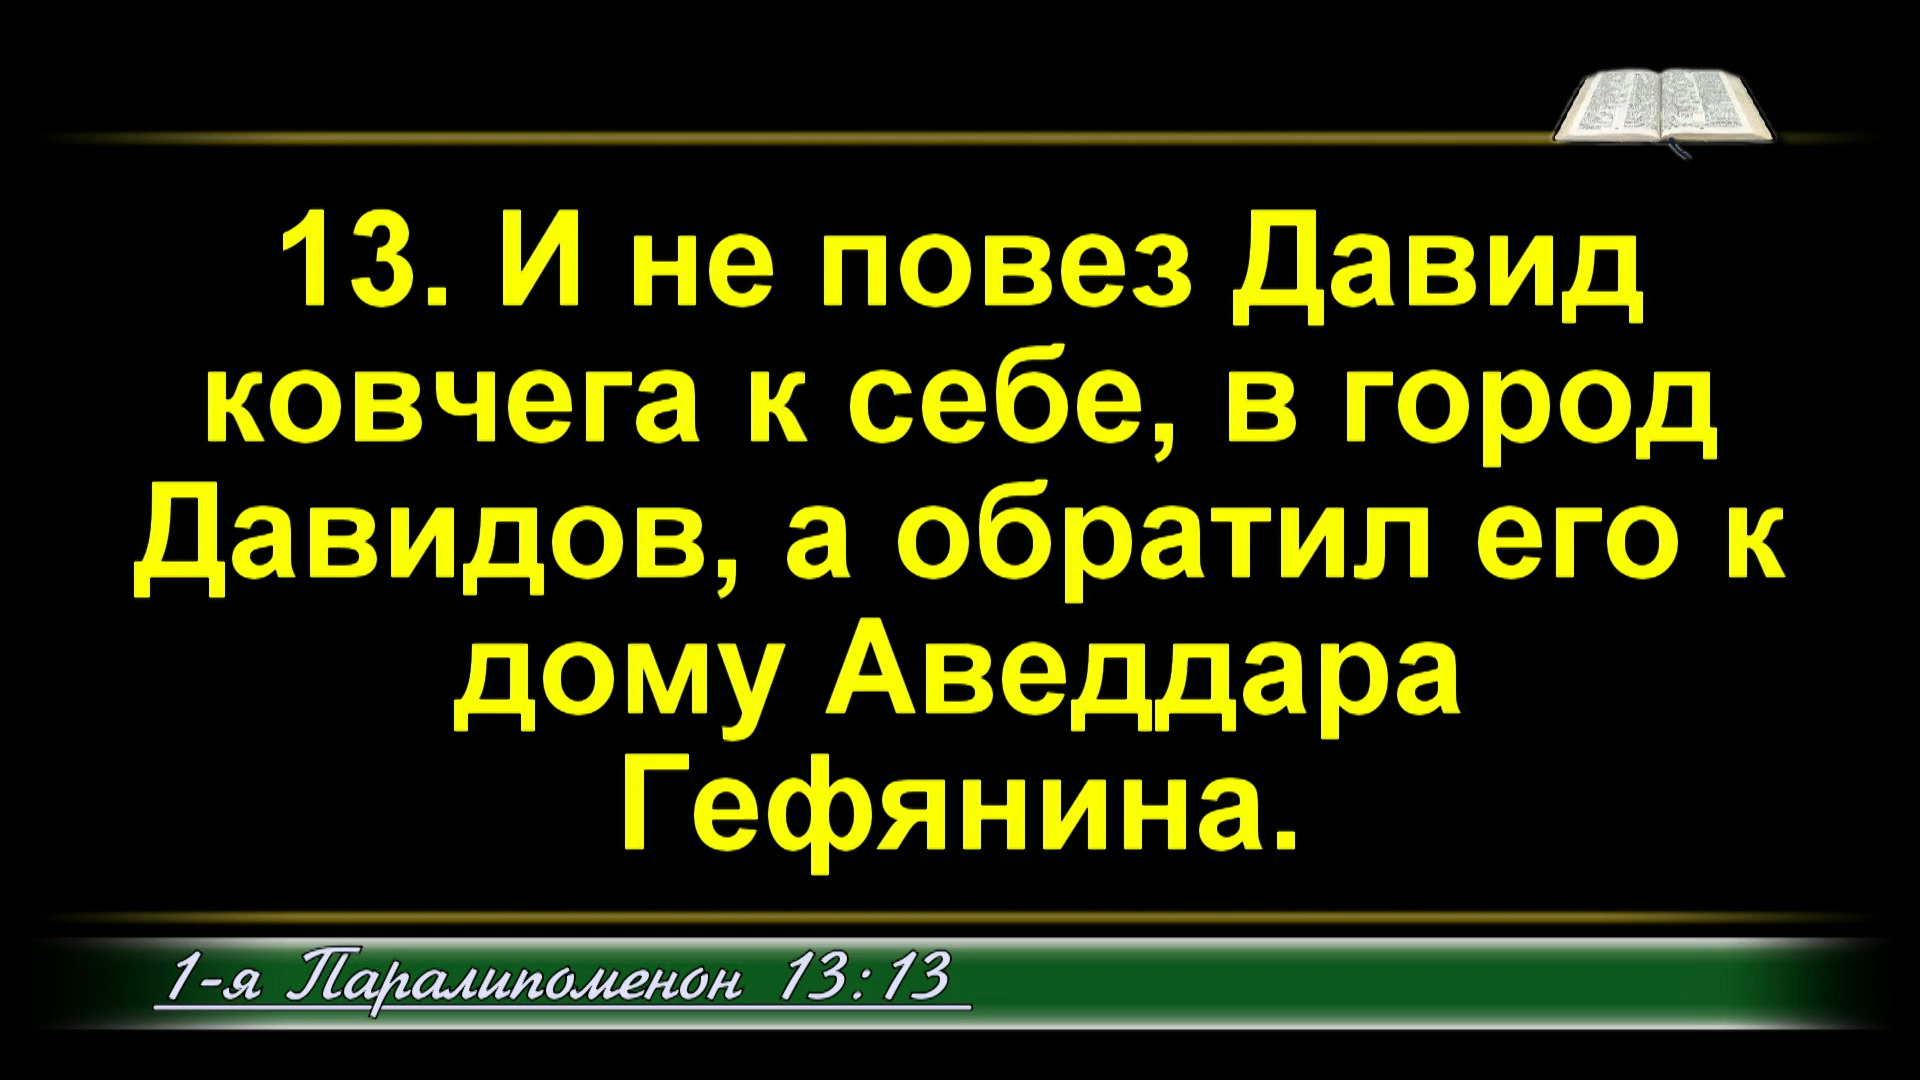 13. И не повез Давид
ковчега к себе, в город
Давидов, а обратил его к
дому Аведдара
Гефянина.
1-я Паралипоменон 13:13